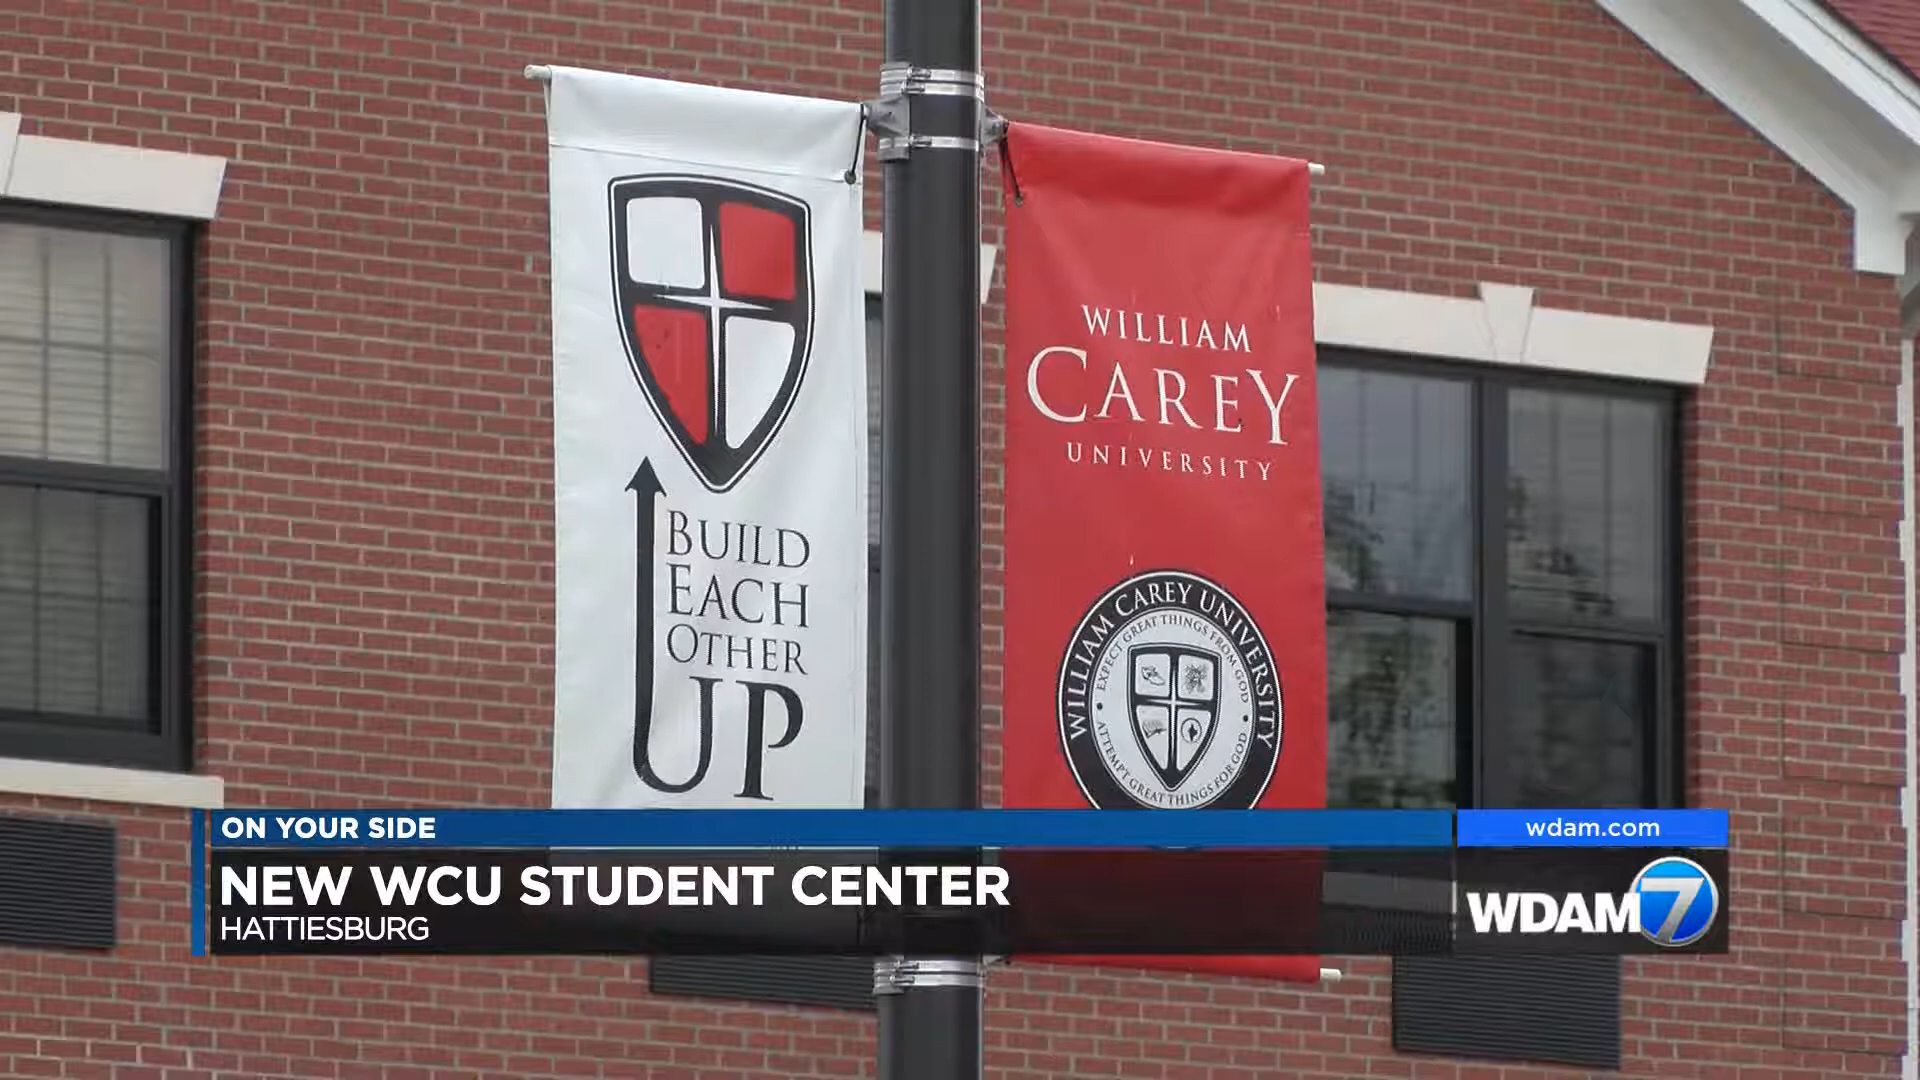 BUILD
EACH
OTHER
UP
WILLIAM
CAREY
UNIVERSITY
WILLIAM CAREY UNIVERSITY
EXPECT GREAT THINGS FROM GOD
ATTEMPT GREAT THINGS FOR GOD
ON YOUR SIDE
wdam.com
NEW WCU STUDENT CENTER
HATTIESBURG
WDAM 7